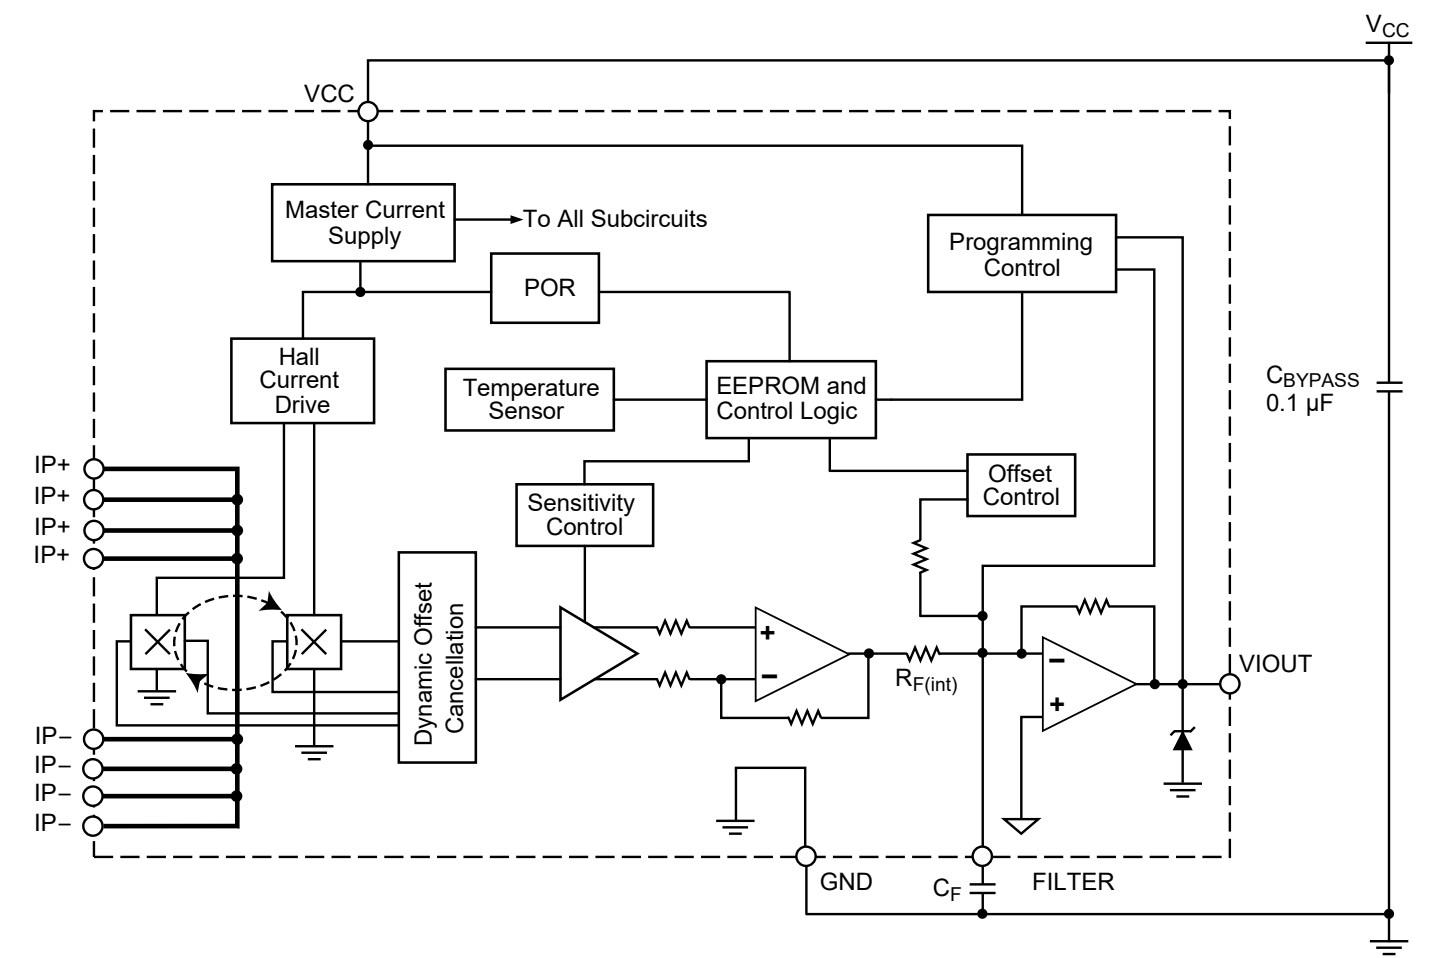 VCC
VCC
Master Current
Supply
To All Subcircuits
Programming
Control
POR
Hall
Current
Drive
Temperature
Sensor
EEPROM and
Control Logic
CBYPASS
0.1 µF
IP+
IP+
IP+
IP+
Sensitivity
Control
Offset
Control
Dynamic Offset
Cancellation
+
−
RF(int)
−
+
VIOUT
IP−
IP−
IP−
IP−
GND
CF
FILTER